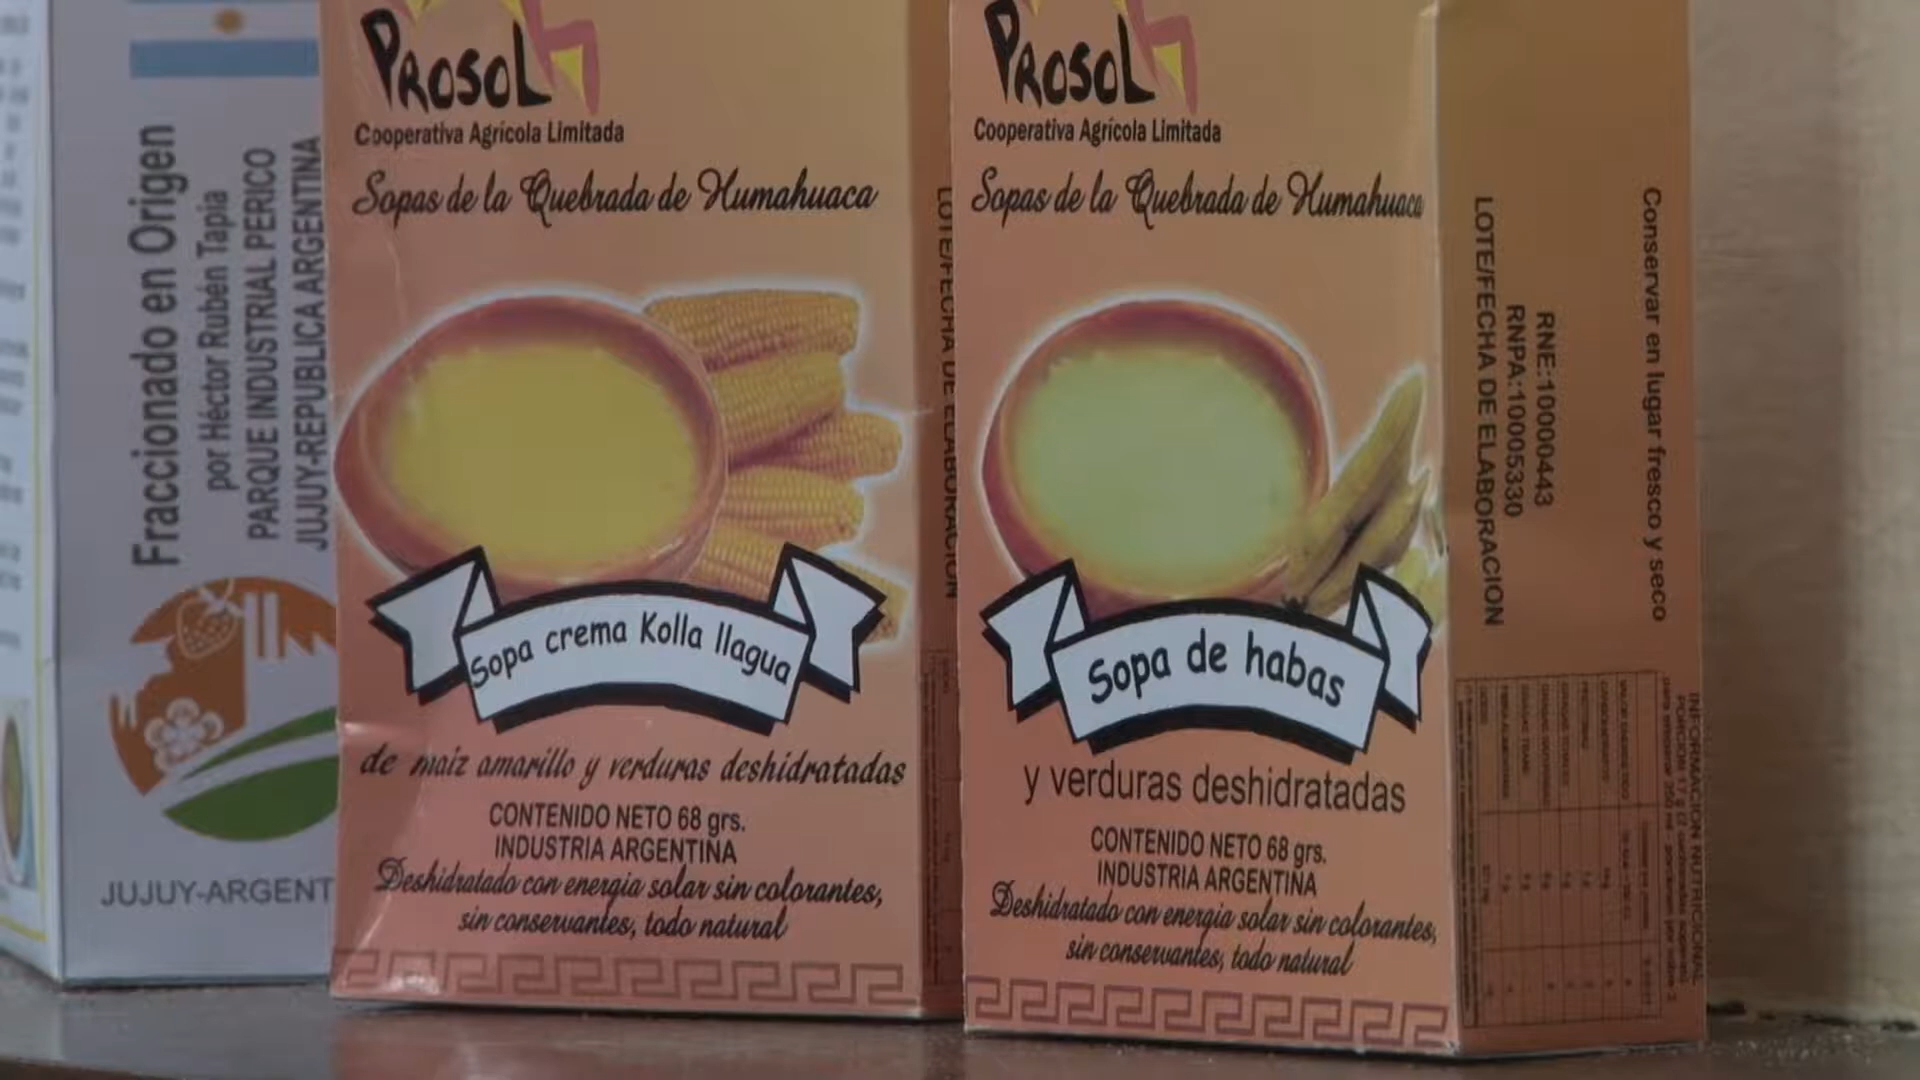 Fraccionado en Origen
por Héctor Rubén Tapia
PARQUE INDUSTRIAL PERICO
JUJUY-REPUBLICA ARGENTINA
JUJUY-ARGENT
PROSOL
Cooperativa Agrícola Limitada
Sopas de la Quebrada de Humahuaca
Sopa crema Kolla llagua
de maiz amarillo y verduras deshidratadas
CONTENIDO NETO 68 grs.
INDUSTRIA ARGENTINA
Deshidratado con energia solar sin colorantes,
sin conservantes, todo natural
LOTE/FECHA DE ELABORACION
PROSOL
Cooperativa Agrícola Limitada
Sopas de la Quebrada de Humahuaca
Sopa de habas
y verduras deshidratadas
CONTENIDO NETO 68 grs.
INDUSTRIA ARGENTINA
Deshidratado con energia solar sin colorantes,
sin conservantes, todo natural
Conservar en lugar fresco y seco
RNE:10000443
RNPA:10005330
LOTE/FECHA DE ELABORACION
INFORMACION NUTRICIONAL